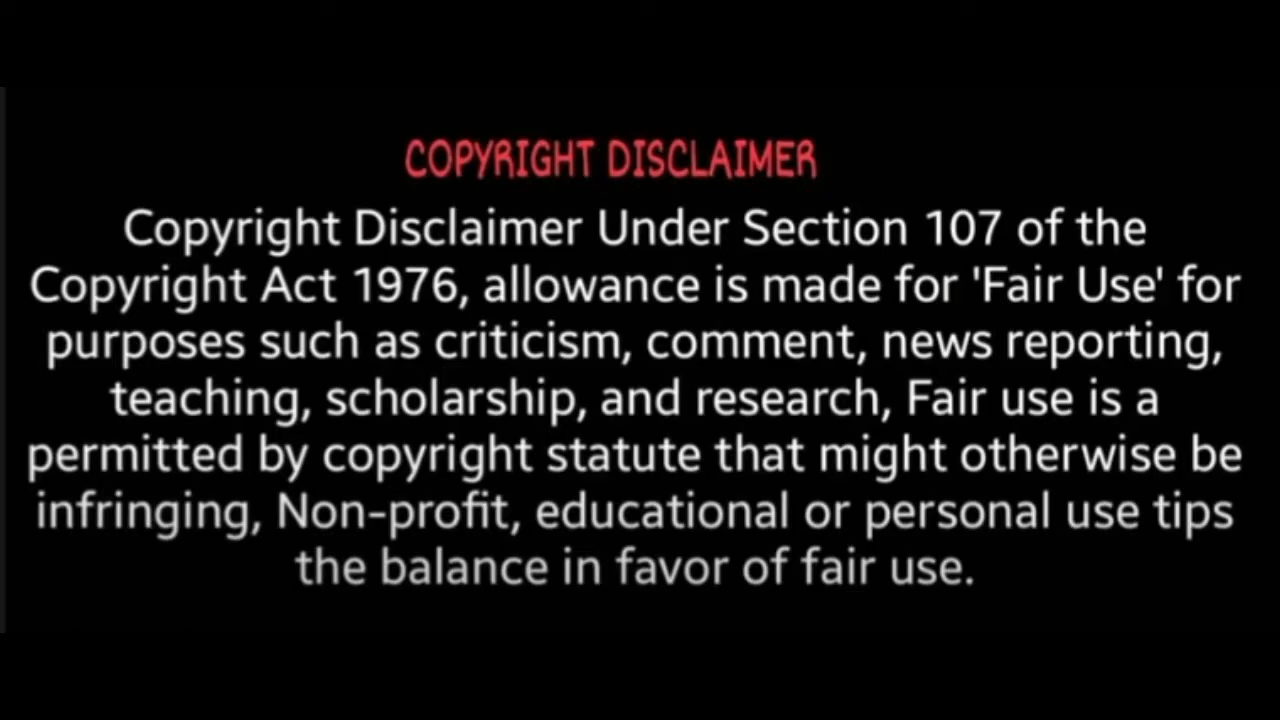 COPYRIGHT DISCLAIMER
Copyright Disclaimer Under Section 107 of the
Copyright Act 1976, allowance is made for 'Fair Use' for
purposes such as criticism, comment, news reporting,
teaching, scholarship, and research, Fair use is a
permitted by copyright statute that might otherwise be
infringing, Non-profit, educational or personal use tips
the balance in favor of fair use.